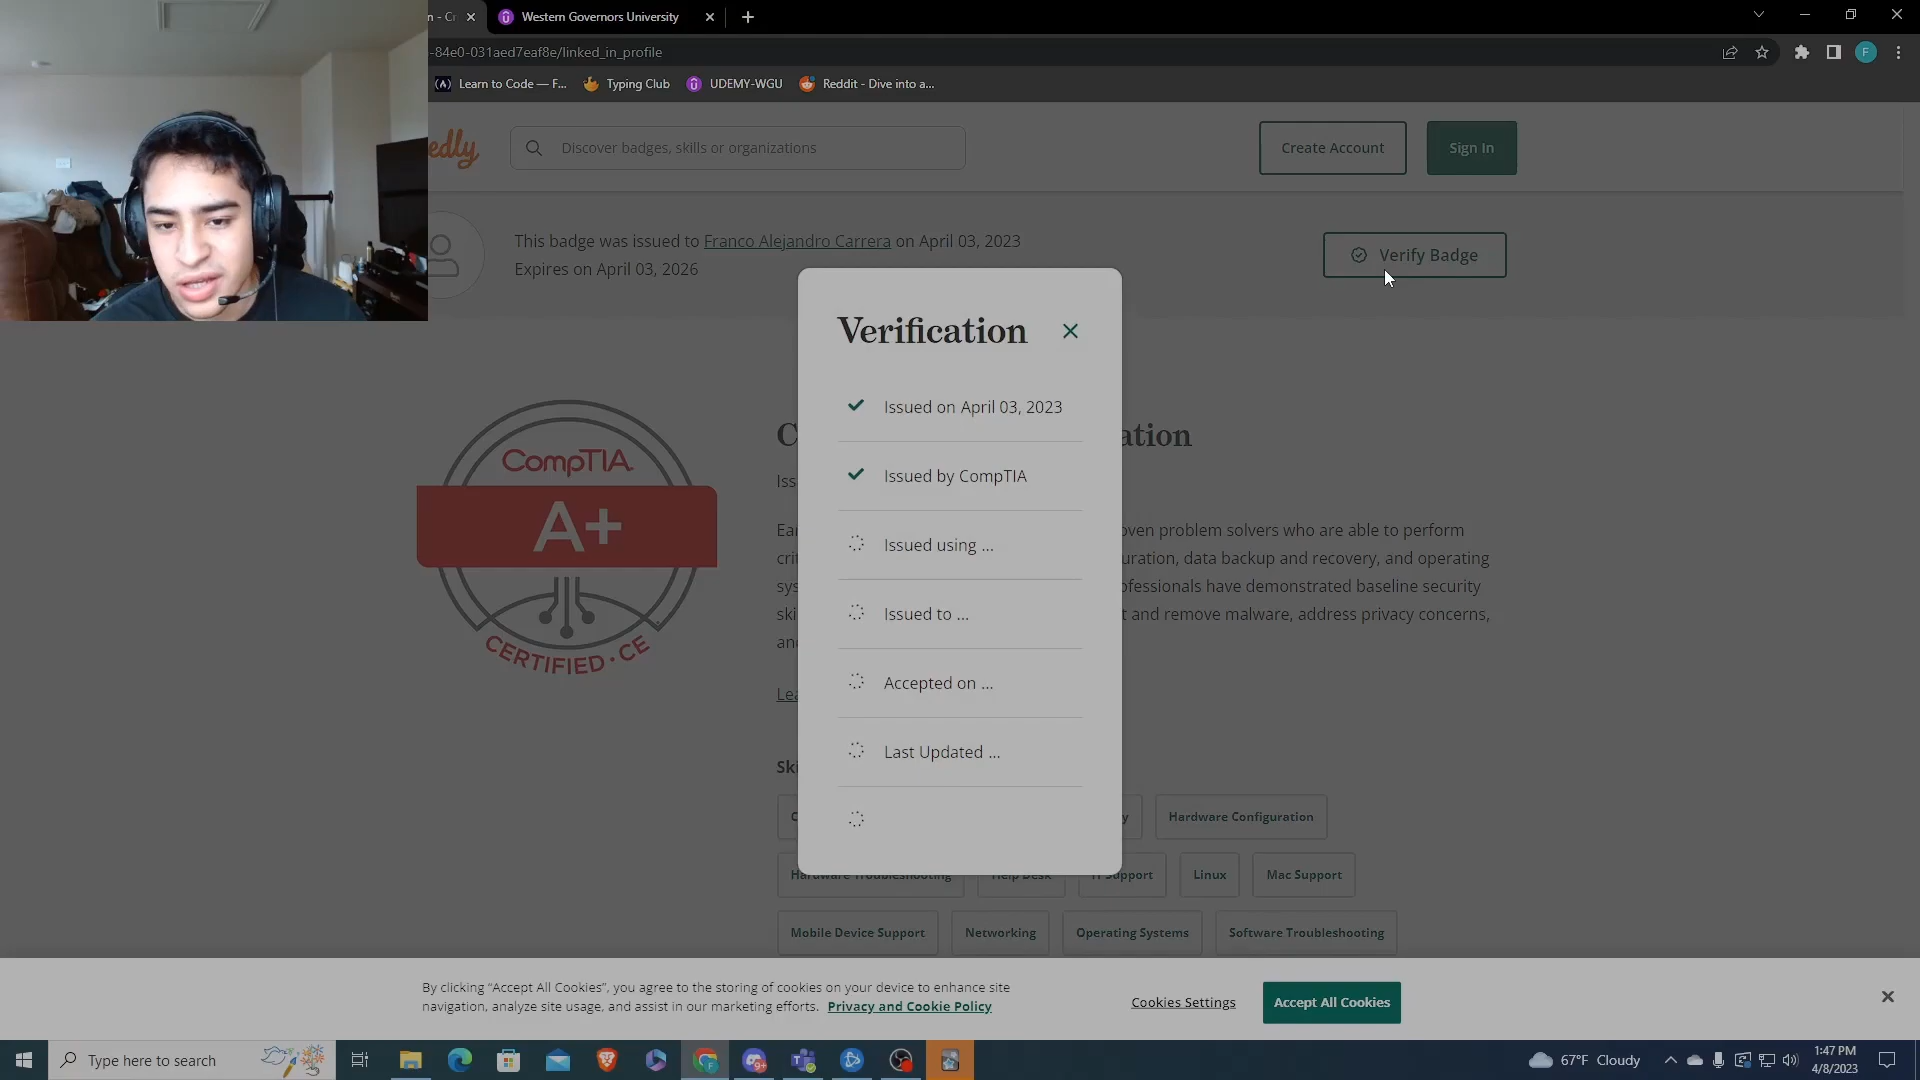 Western Governors University
-84e0-031aed7eaf8e/linked_in_profile
Learn to Code — F...
Typing Club
UDEMY-WGU
Reddit - Dive into a...
edly
Discover badges, skills or organizations
Create Account
Sign In
This badge was issued to Franco Alejandro Carrera on April 03, 2023
Expires on April 03, 2026
Verify Badge
Verification
Issued on April 03, 2023
Issued by CompTIA
Issued using ...
Issued to ...
Accepted on ...
Last Updated ...
CompTIA
A+
CERTIFIED · CE
ation
oven problem solvers who are able to perform
uration, data backup and recovery, and operating
ofessionals have demonstrated baseline security
t and remove malware, address privacy concerns,
Hardware Configuration
Hardware Troubleshooting
Help Desk
IT Support
Linux
Mac Support
Mobile Device Support
Networking
Operating Systems
Software Troubleshooting
By clicking “Accept All Cookies”, you agree to the storing of cookies on your device to enhance site
navigation, analyze site usage, and assist in our marketing efforts. Privacy and Cookie Policy
Cookies Settings
Accept All Cookies
Type here to search
67°F Cloudy
1:47 PM
4/8/2023